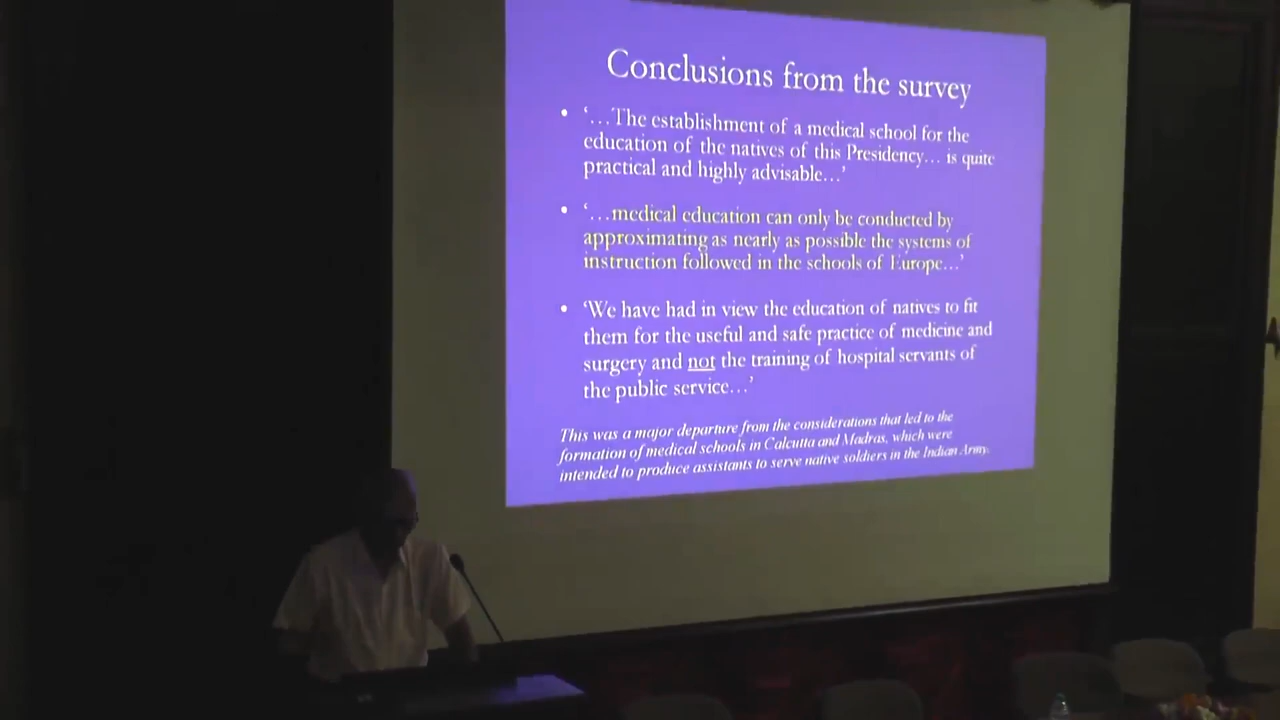 Conclusions from the survey
• ‘…The establishment of a medical school for the
education of the natives of this Presidency… is quite
practical and highly advisable…’
• ‘…medical education can only be conducted by
approximating as nearly as possible the systems of
instruction followed in the schools of Europe…’
• ‘We have had in view the education of natives to fit
them for the useful and safe practice of medicine and
surgery and not the training of hospital servants of
the public service…’
This was a major departure from the considerations that led to the
formation of medical schools in Calcutta and Madras, which were
intended to produce assistants to serve native soldiers in the Indian Army.